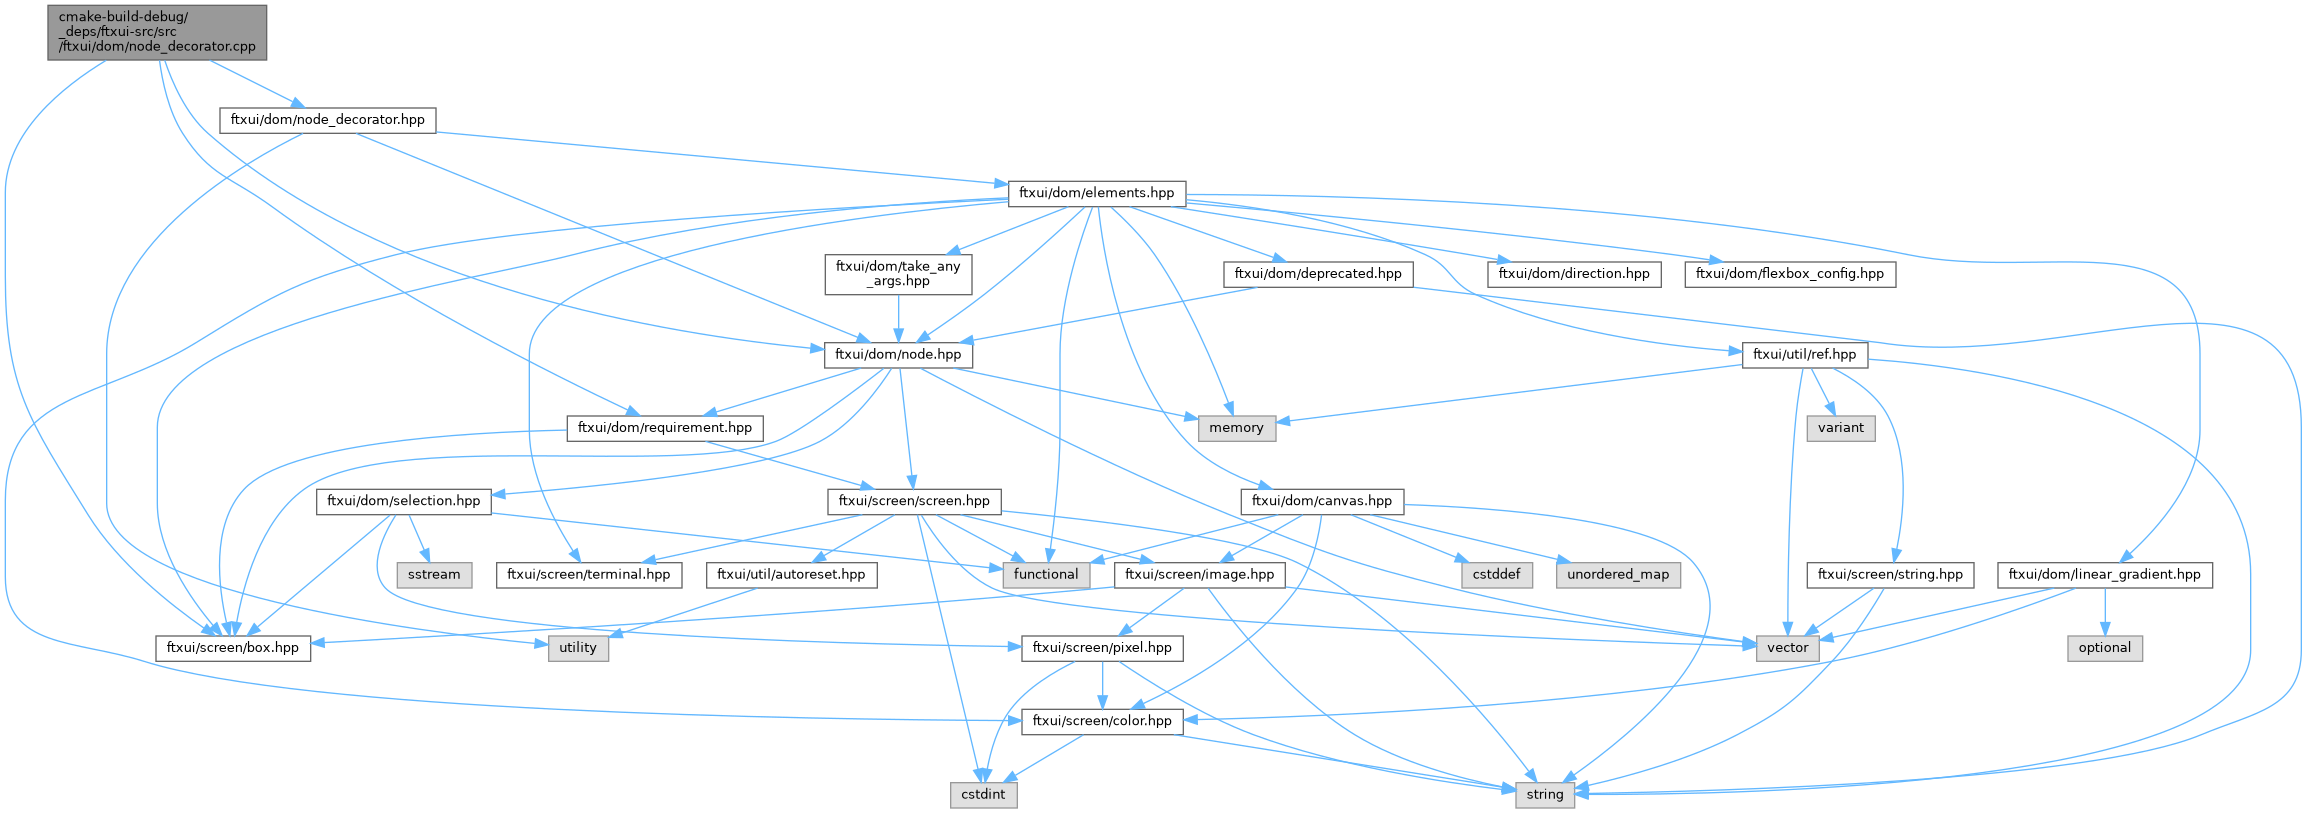 cmake-build-debug/
_deps/ftxui-src/src
/ftxui/dom/node_decorator.cpp
ftxui/dom/node_decorator.hpp
ftxui/dom/elements.hpp
ftxui/dom/take_any
_args.hpp
ftxui/dom/deprecated.hpp
ftxui/dom/direction.hpp
ftxui/dom/flexbox_config.hpp
ftxui/dom/node.hpp
ftxui/util/ref.hpp
ftxui/dom/requirement.hpp
memory
variant
ftxui/dom/selection.hpp
ftxui/screen/screen.hpp
ftxui/dom/canvas.hpp
sstream
ftxui/screen/terminal.hpp
ftxui/util/autoreset.hpp
functional
ftxui/screen/image.hpp
cstddef
unordered_map
ftxui/screen/string.hpp
ftxui/dom/linear_gradient.hpp
ftxui/screen/box.hpp
utility
ftxui/screen/pixel.hpp
vector
optional
ftxui/screen/color.hpp
cstdint
string